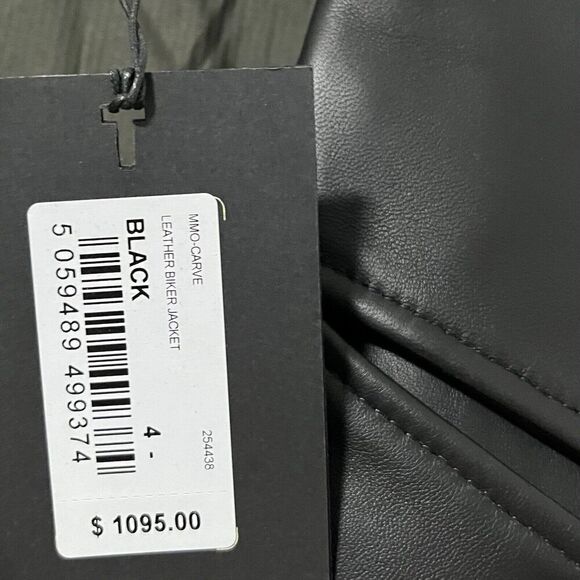 MMO-CARVE 254438
LEATHER BIKER JACKET
BLACK 4 -
5 059489 499374
$ 1095.00